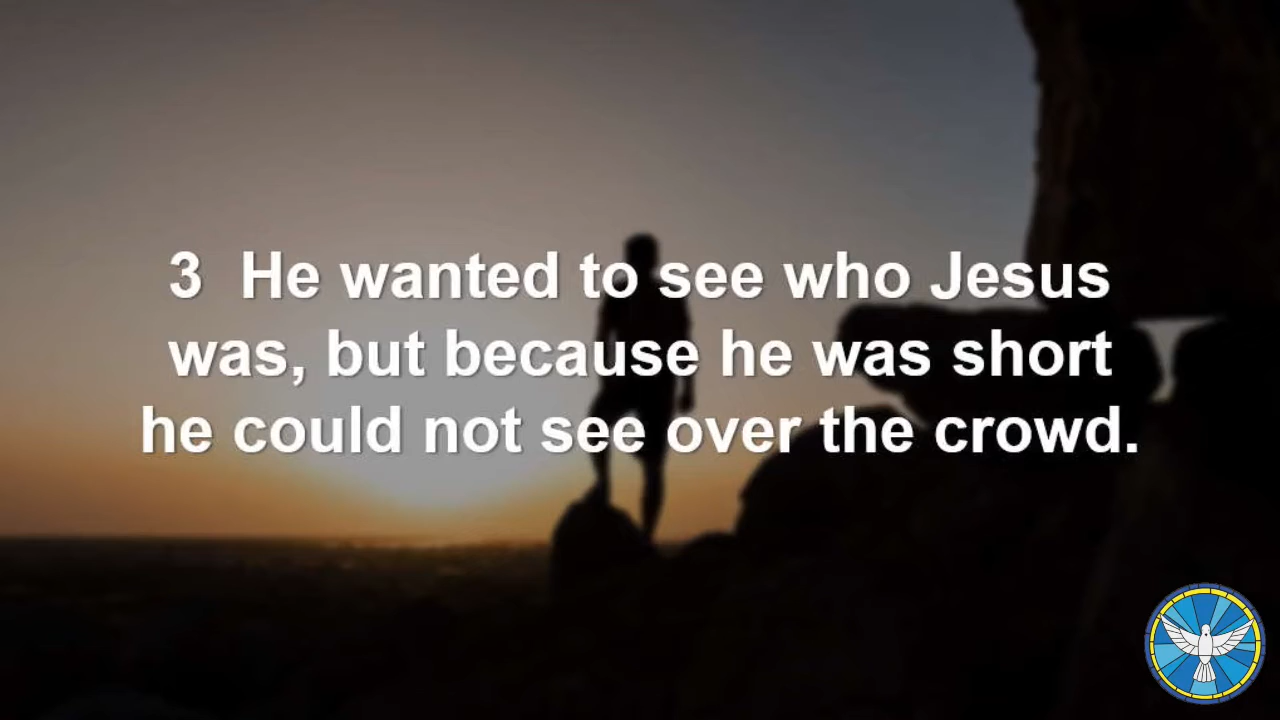 3  He wanted to see who Jesus
was, but because he was short
he could not see over the crowd.